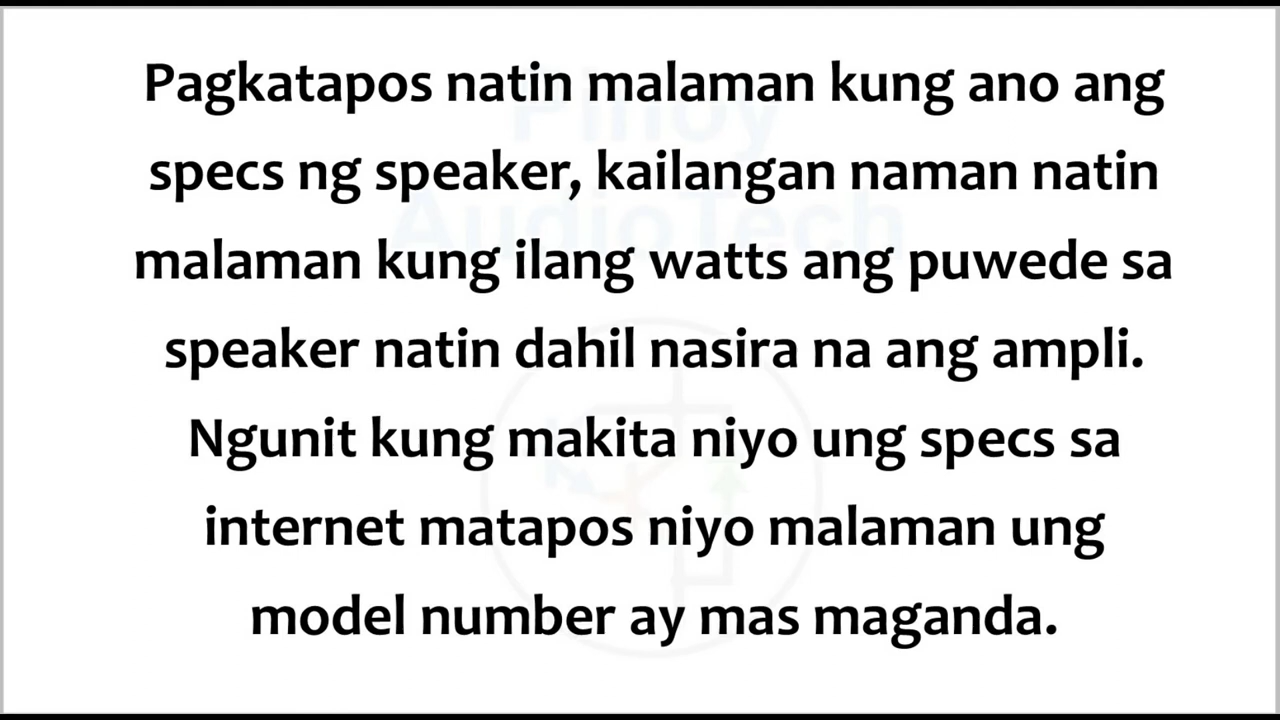 Pagkatapos natin malaman kung ano ang
specs ng speaker, kailangan naman natin
malaman kung ilang watts ang puwede sa
speaker natin dahil nasira na ang ampli.
Ngunit kung makita niyo ung specs sa
internet matapos niyo malaman ung
model number ay mas maganda.
Pinoy
AudioTech